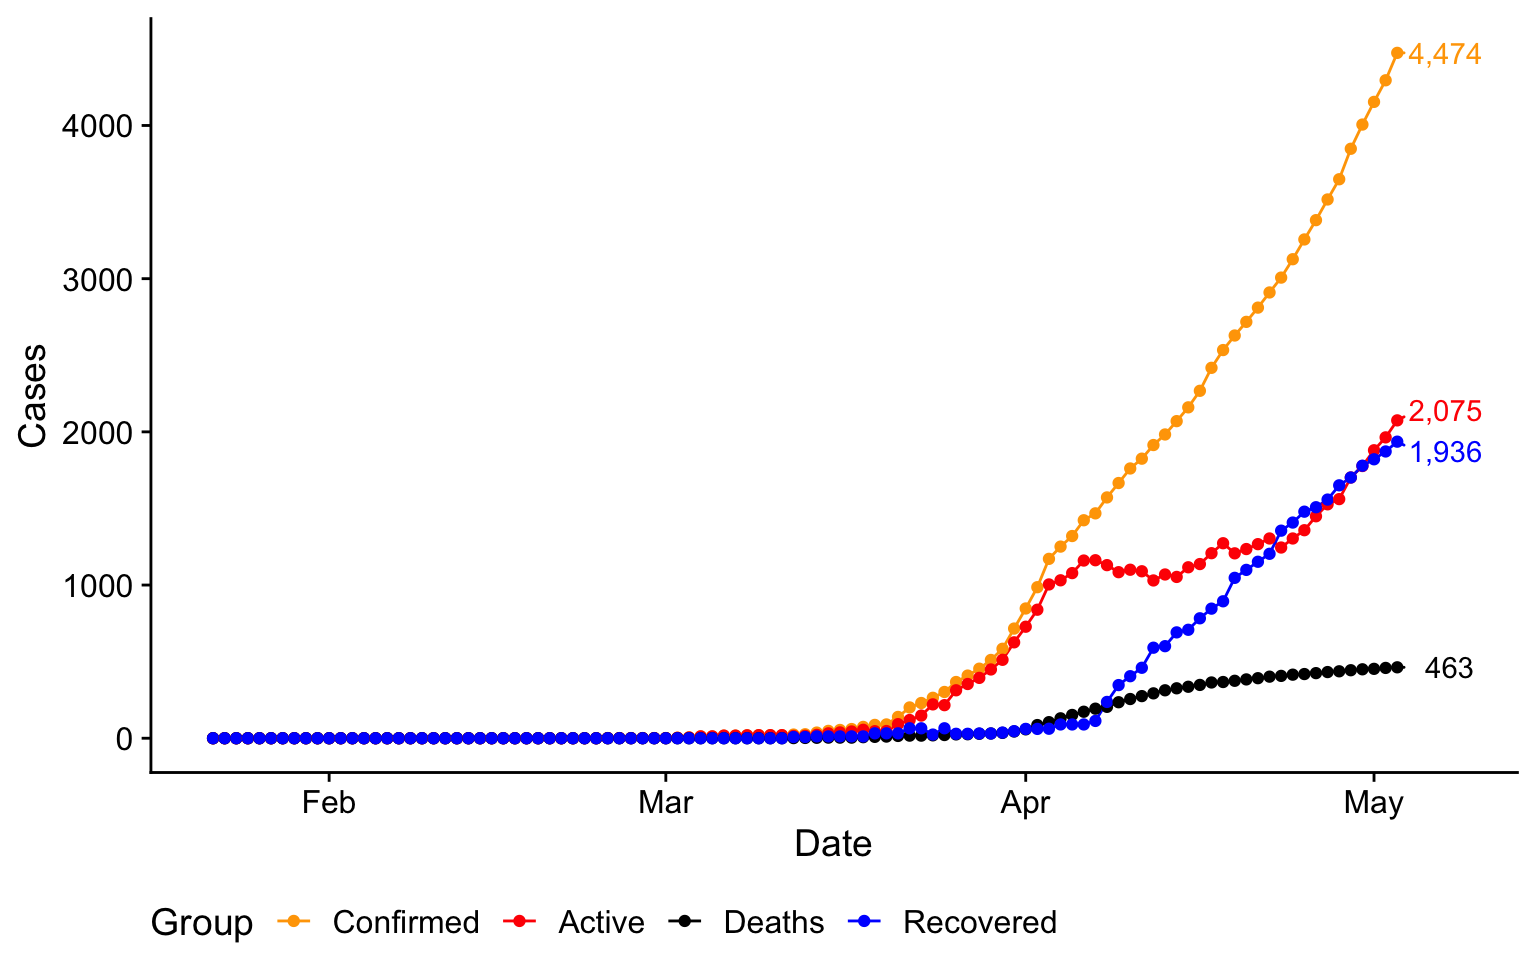 4,474
4000
3000
Cases
2,075
2000
1,936
1000
463
0
Feb Mar Apr May
Date
Group Confirmed Active Deaths Recovered